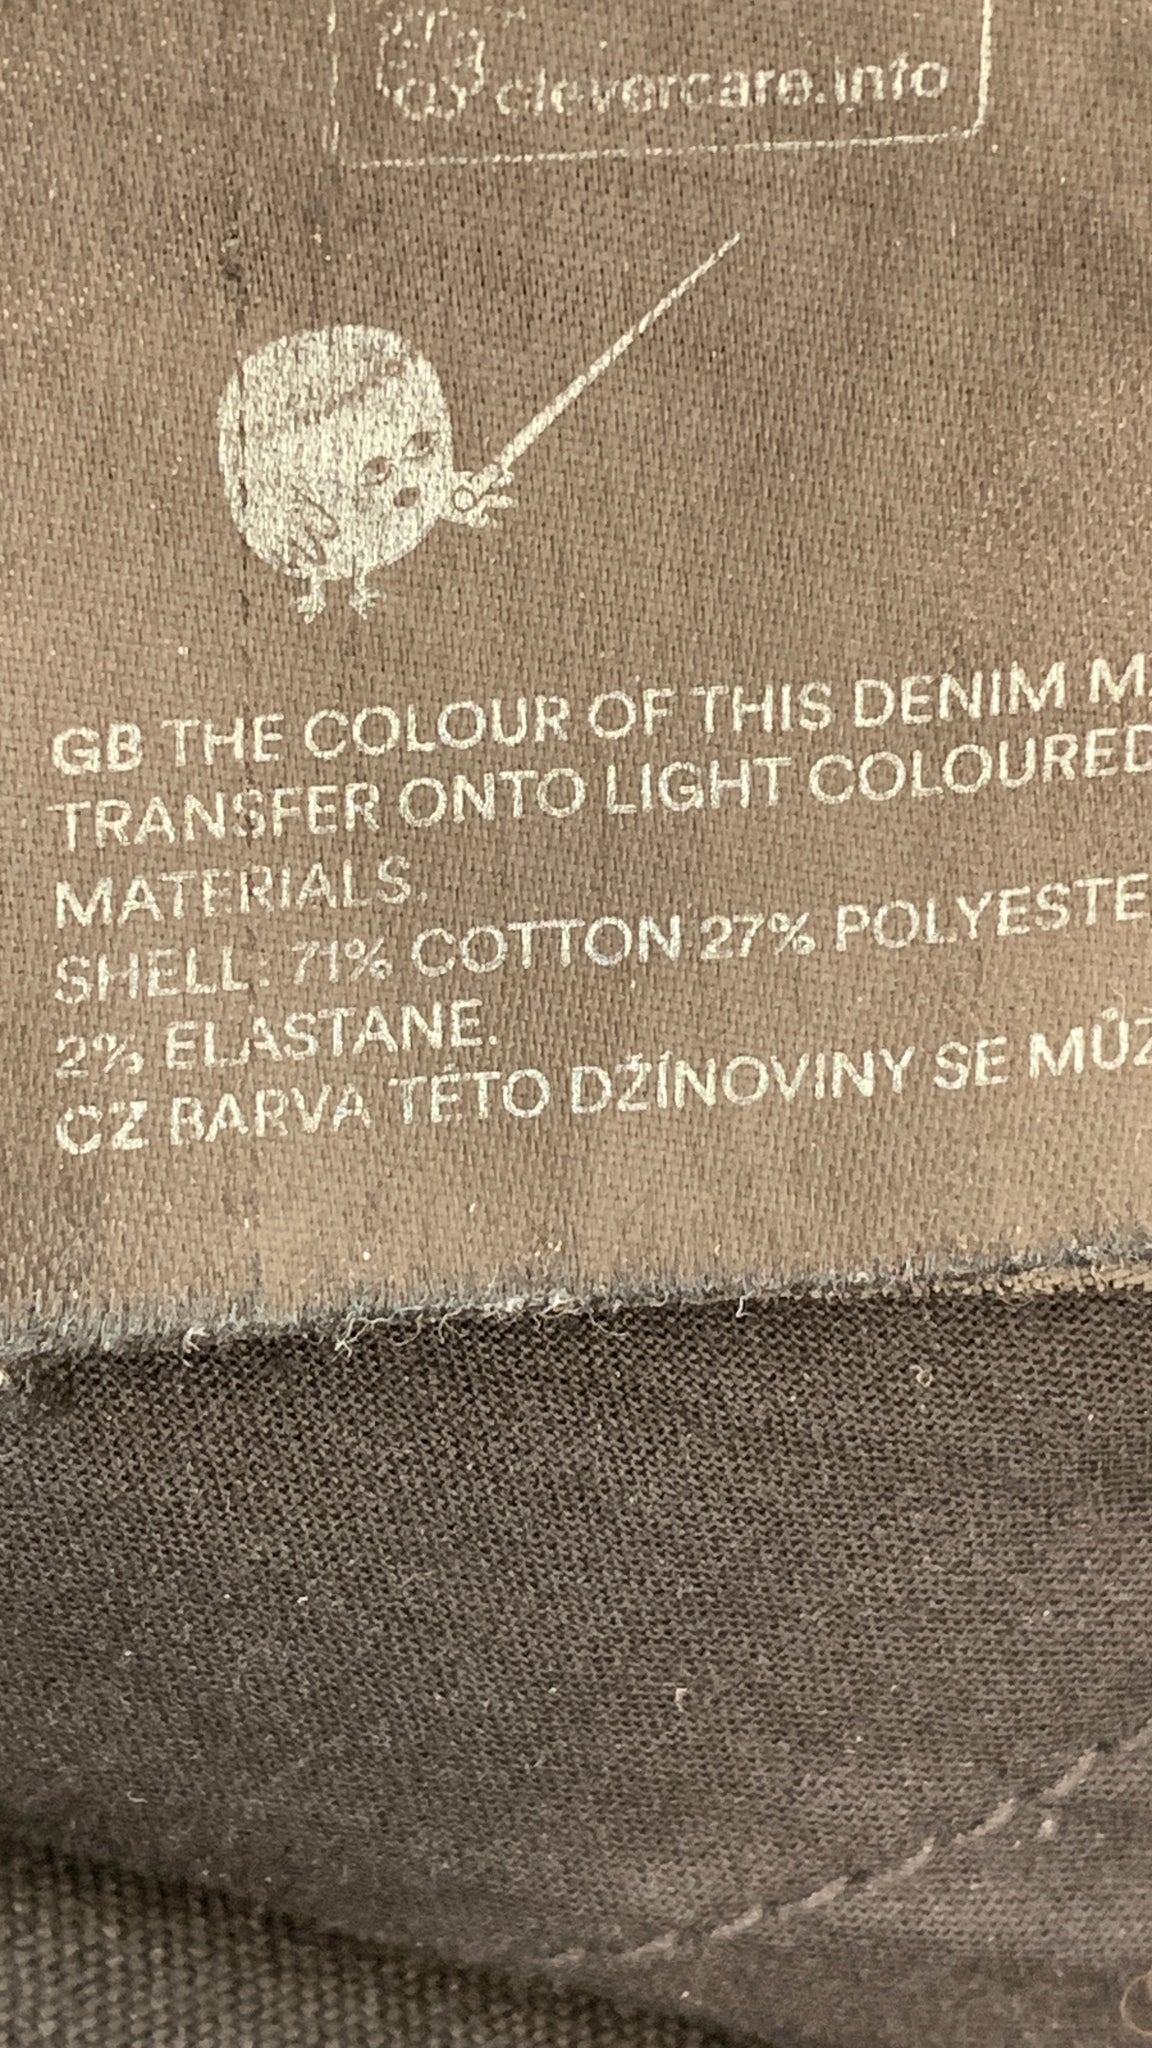 clevercare.info
GB THE COLOUR OF THIS DENIM M
TRANSFER ONTO LIGHT COLOURED
MATERIALS.
SHELL: 71% COTTON 27% POLYESTE
2% ELASTANE.
CZ BARVA TÉTO DŽÍNOVINY SE MŮŽ